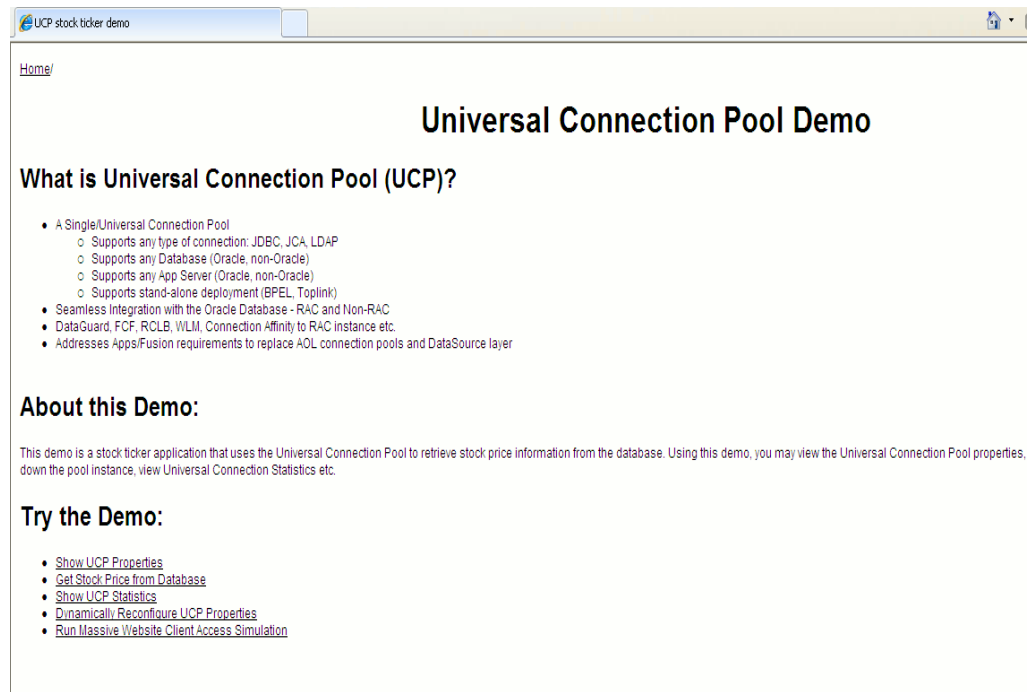 UCP stock ticker demo
Home/
Universal Connection Pool Demo
What is Universal Connection Pool (UCP)?
A Single/Universal Connection Pool
Supports any type of connection: JDBC, JCA, LDAP
Supports any Database (Oracle, non-Oracle)
Supports any App Server (Oracle, non-Oracle)
Supports stand-alone deployment (BPEL, Toplink)
Seamless Integration with the Oracle Database - RAC and Non-RAC
DataGuard, FCF, RCLB, WLM, Connection Affinity to RAC instance etc.
Addresses Apps/Fusion requirements to replace AOL connection pools and DataSource layer
About this Demo:
This demo is a stock ticker application that uses the Universal Connection Pool to retrieve stock price information from the database. Using this demo, you may view the Universal Connection Pool properties,
down the pool instance, view Universal Connection Statistics etc.
Try the Demo:
Show UCP Properties
Get Stock Price from Database
Show UCP Statistics
Dynamically Reconfigure UCP Properties
Run Massive Website Client Access Simulation